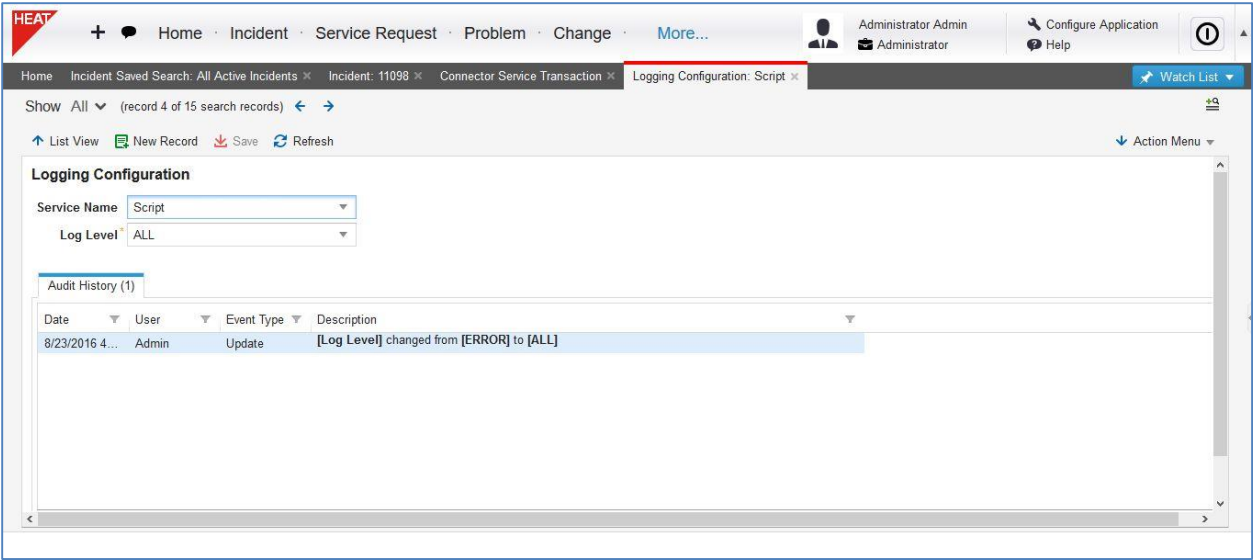 HEAT
Home · Incident · Service Request · Problem · Change · More...
Administrator Admin
Administrator
Configure Application
Help
Home Incident Saved Search: All Active Incidents × Incident: 11098 × Connector Service Transaction × Logging Configuration: Script × Watch List
Show All (record 4 of 15 search records)
List View New Record Save Refresh Action Menu
Logging Configuration
Service Name Script
Log Level * ALL
Audit History (1)
Date User Event Type Description
8/23/2016 4... Admin Update [Log Level] changed from [ERROR] to [ALL]